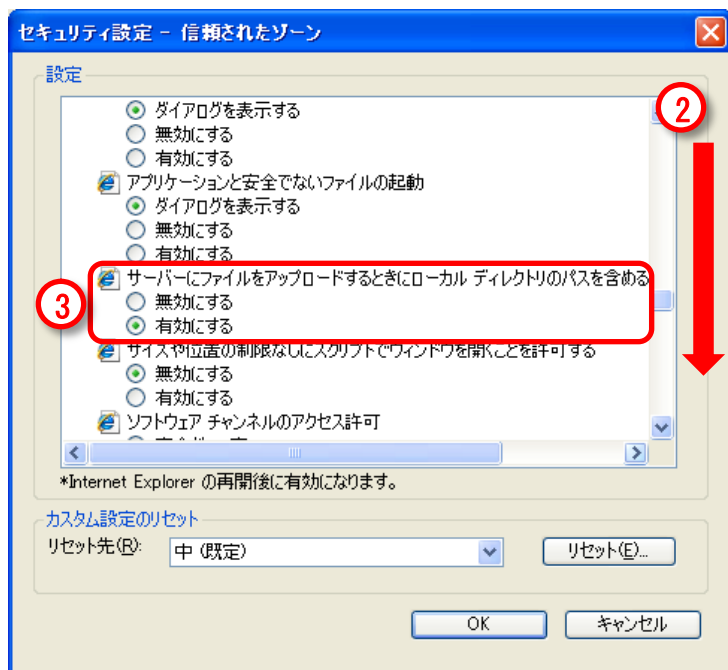 セキュリティ設定 - 信頼されたゾーン
設定
ダイアログを表示する
②
無効にする
有効にする
アプリケーションと安全でないファイルの起動
ダイアログを表示する
無効にする
有効にする
サーバーにファイルをアップロードするときにローカル ディレクトリのパスを含める
③
無効にする
有効にする
サイズや位置の制限なしにスクリプトでウィンドウを開くことを許可する
無効にする
有効にする
ソフトウェア チャンネルのアクセス許可
*Internet Explorer の再開後に有効になります。
カスタム設定のリセット
リセット先(R):
中 (既定)
リセット(E)...
OK
キャンセル